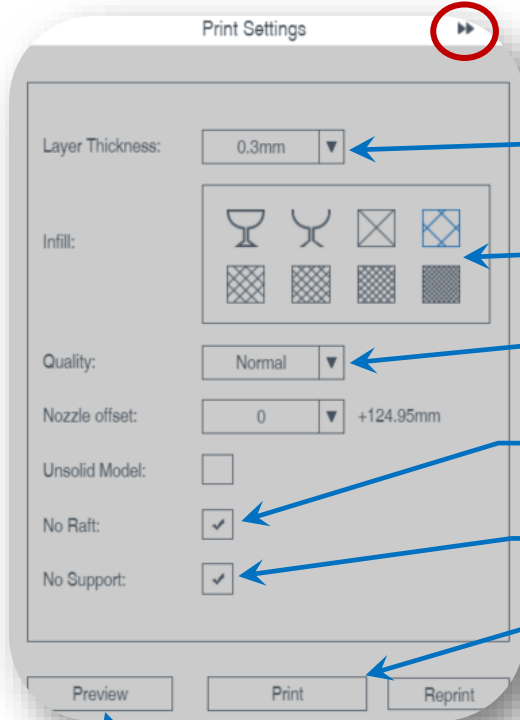 Print Settings
Layer Thickness: 0.3mm
Infill:
Quality: Normal
Nozzle offset: 0 +124.95mm
Unsolid Model:
No Raft:
No Support:
Preview Print Reprint